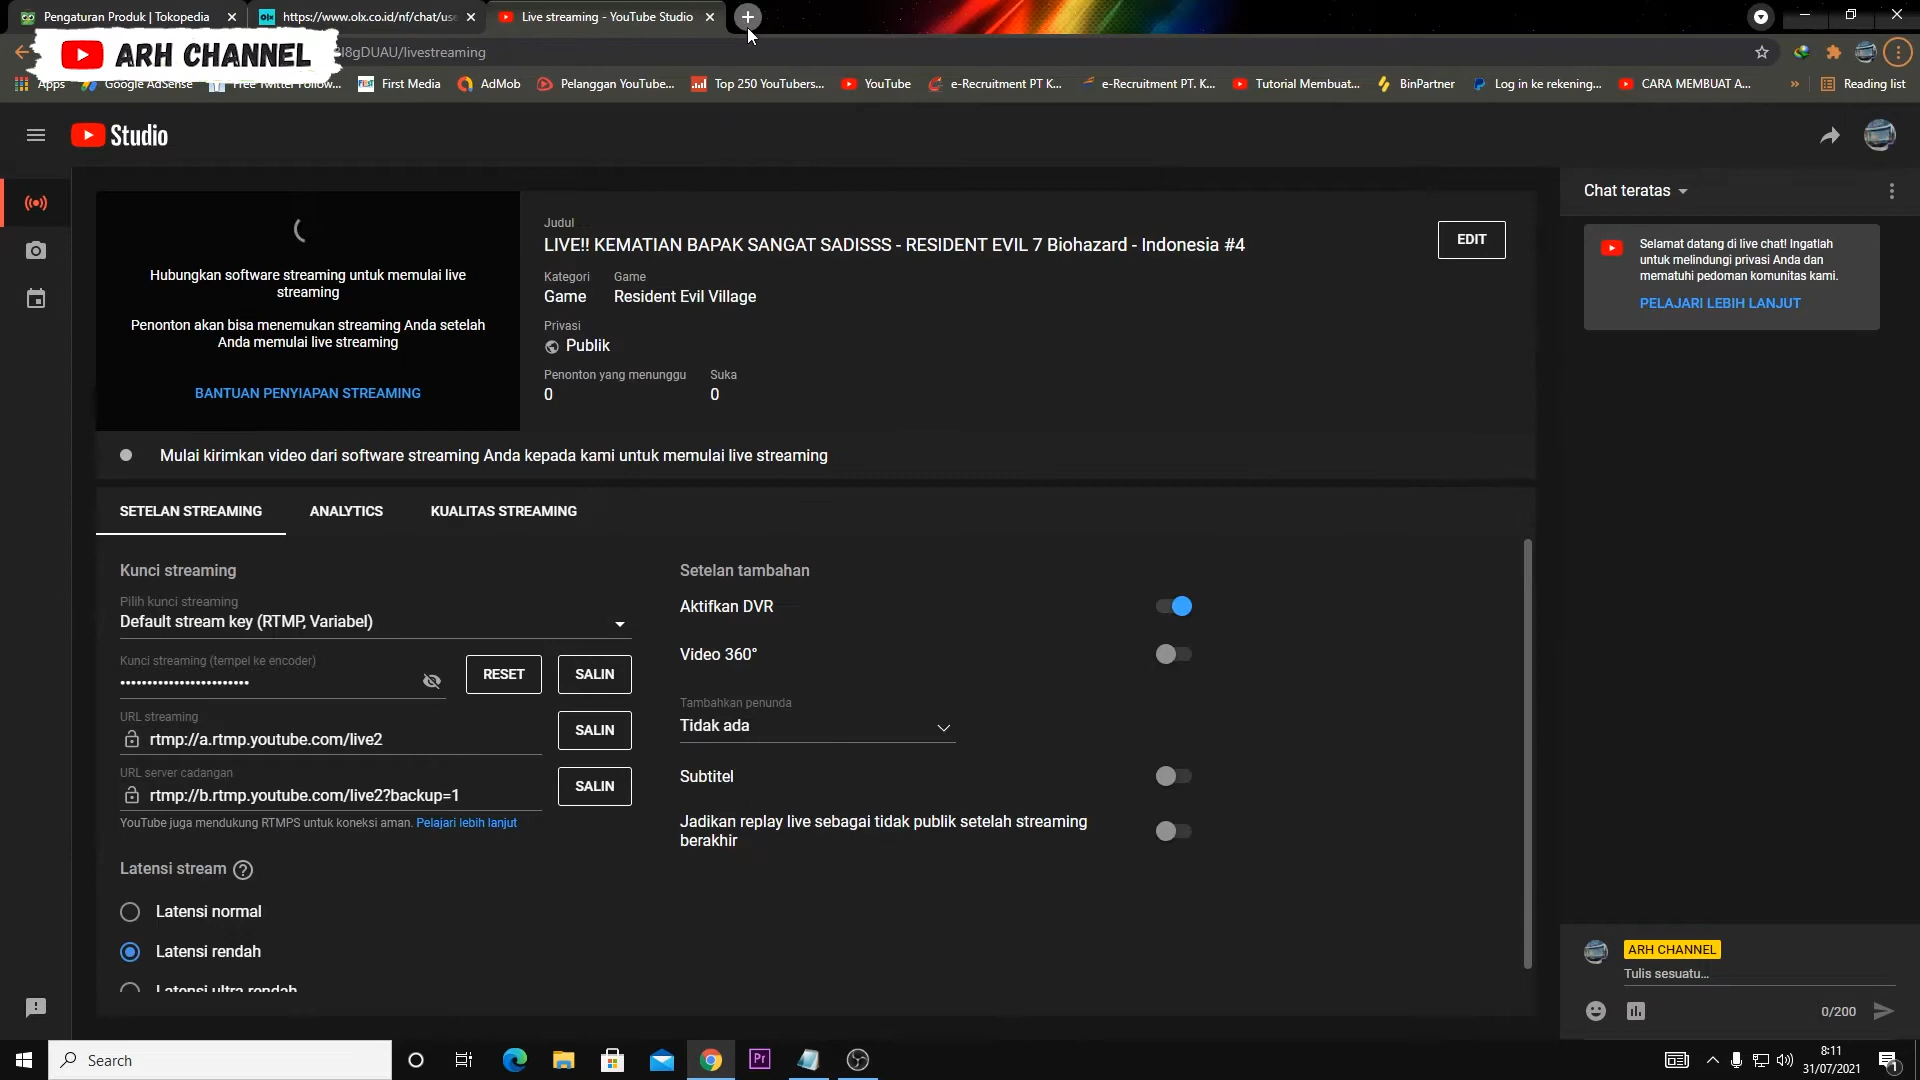 Pengaturan Produk | Tokopedia
https://www.olx.co.id/nf/chat/use
Live streaming - YouTube Studio
ARH CHANNEL
l8gDUAU/livestreaming
Apps
Google AdSense
Free Twitter Follow...
First Media
AdMob
Pelanggan YouTube...
Top 250 YouTubers...
YouTube
e-Recruitment PT K...
e-Recruitment PT. K...
Tutorial Membuat...
BinPartner
Log in ke rekening...
CARA MEMBUAT A...
»
Reading list
Studio
Hubungkan software streaming untuk memulai live
streaming
Penonton akan bisa menemukan streaming Anda setelah
Anda memulai live streaming
BANTUAN PENYIAPAN STREAMING
Judul
LIVE!! KEMATIAN BAPAK SANGAT SADISSS - RESIDENT EVIL 7 Biohazard - Indonesia #4
EDIT
Kategori Game
Game Resident Evil Village
Privasi
Publik
Penonton yang menunggu Suka
0 0
Mulai kirimkan video dari software streaming Anda kepada kami untuk memulai live streaming
SETELAN STREAMING
ANALYTICS
KUALITAS STREAMING
Kunci streaming
Pilih kunci streaming
Default stream key (RTMP, Variabel)
Kunci streaming (tempel ke encoder)
••••••••••••••••••••••••
RESET
SALIN
URL streaming
rtmp://a.rtmp.youtube.com/live2
SALIN
URL server cadangan
rtmp://b.rtmp.youtube.com/live2?backup=1
SALIN
YouTube juga mendukung RTMPS untuk koneksi aman. Pelajari lebih lanjut
Latensi stream
Latensi normal
Latensi rendah
Latensi ultra rendah
Setelan tambahan
Aktifkan DVR
Video 360°
Tambahkan penunda
Tidak ada
Subtitel
Jadikan replay live sebagai tidak publik setelah streaming
berakhir
Chat teratas
Selamat datang di live chat! Ingatlah
untuk melindungi privasi Anda dan
mematuhi pedoman komunitas kami.
PELAJARI LEBIH LANJUT
ARH CHANNEL
Tulis sesuatu...
0/200
Search
Pr
8:11
31/07/2021
1